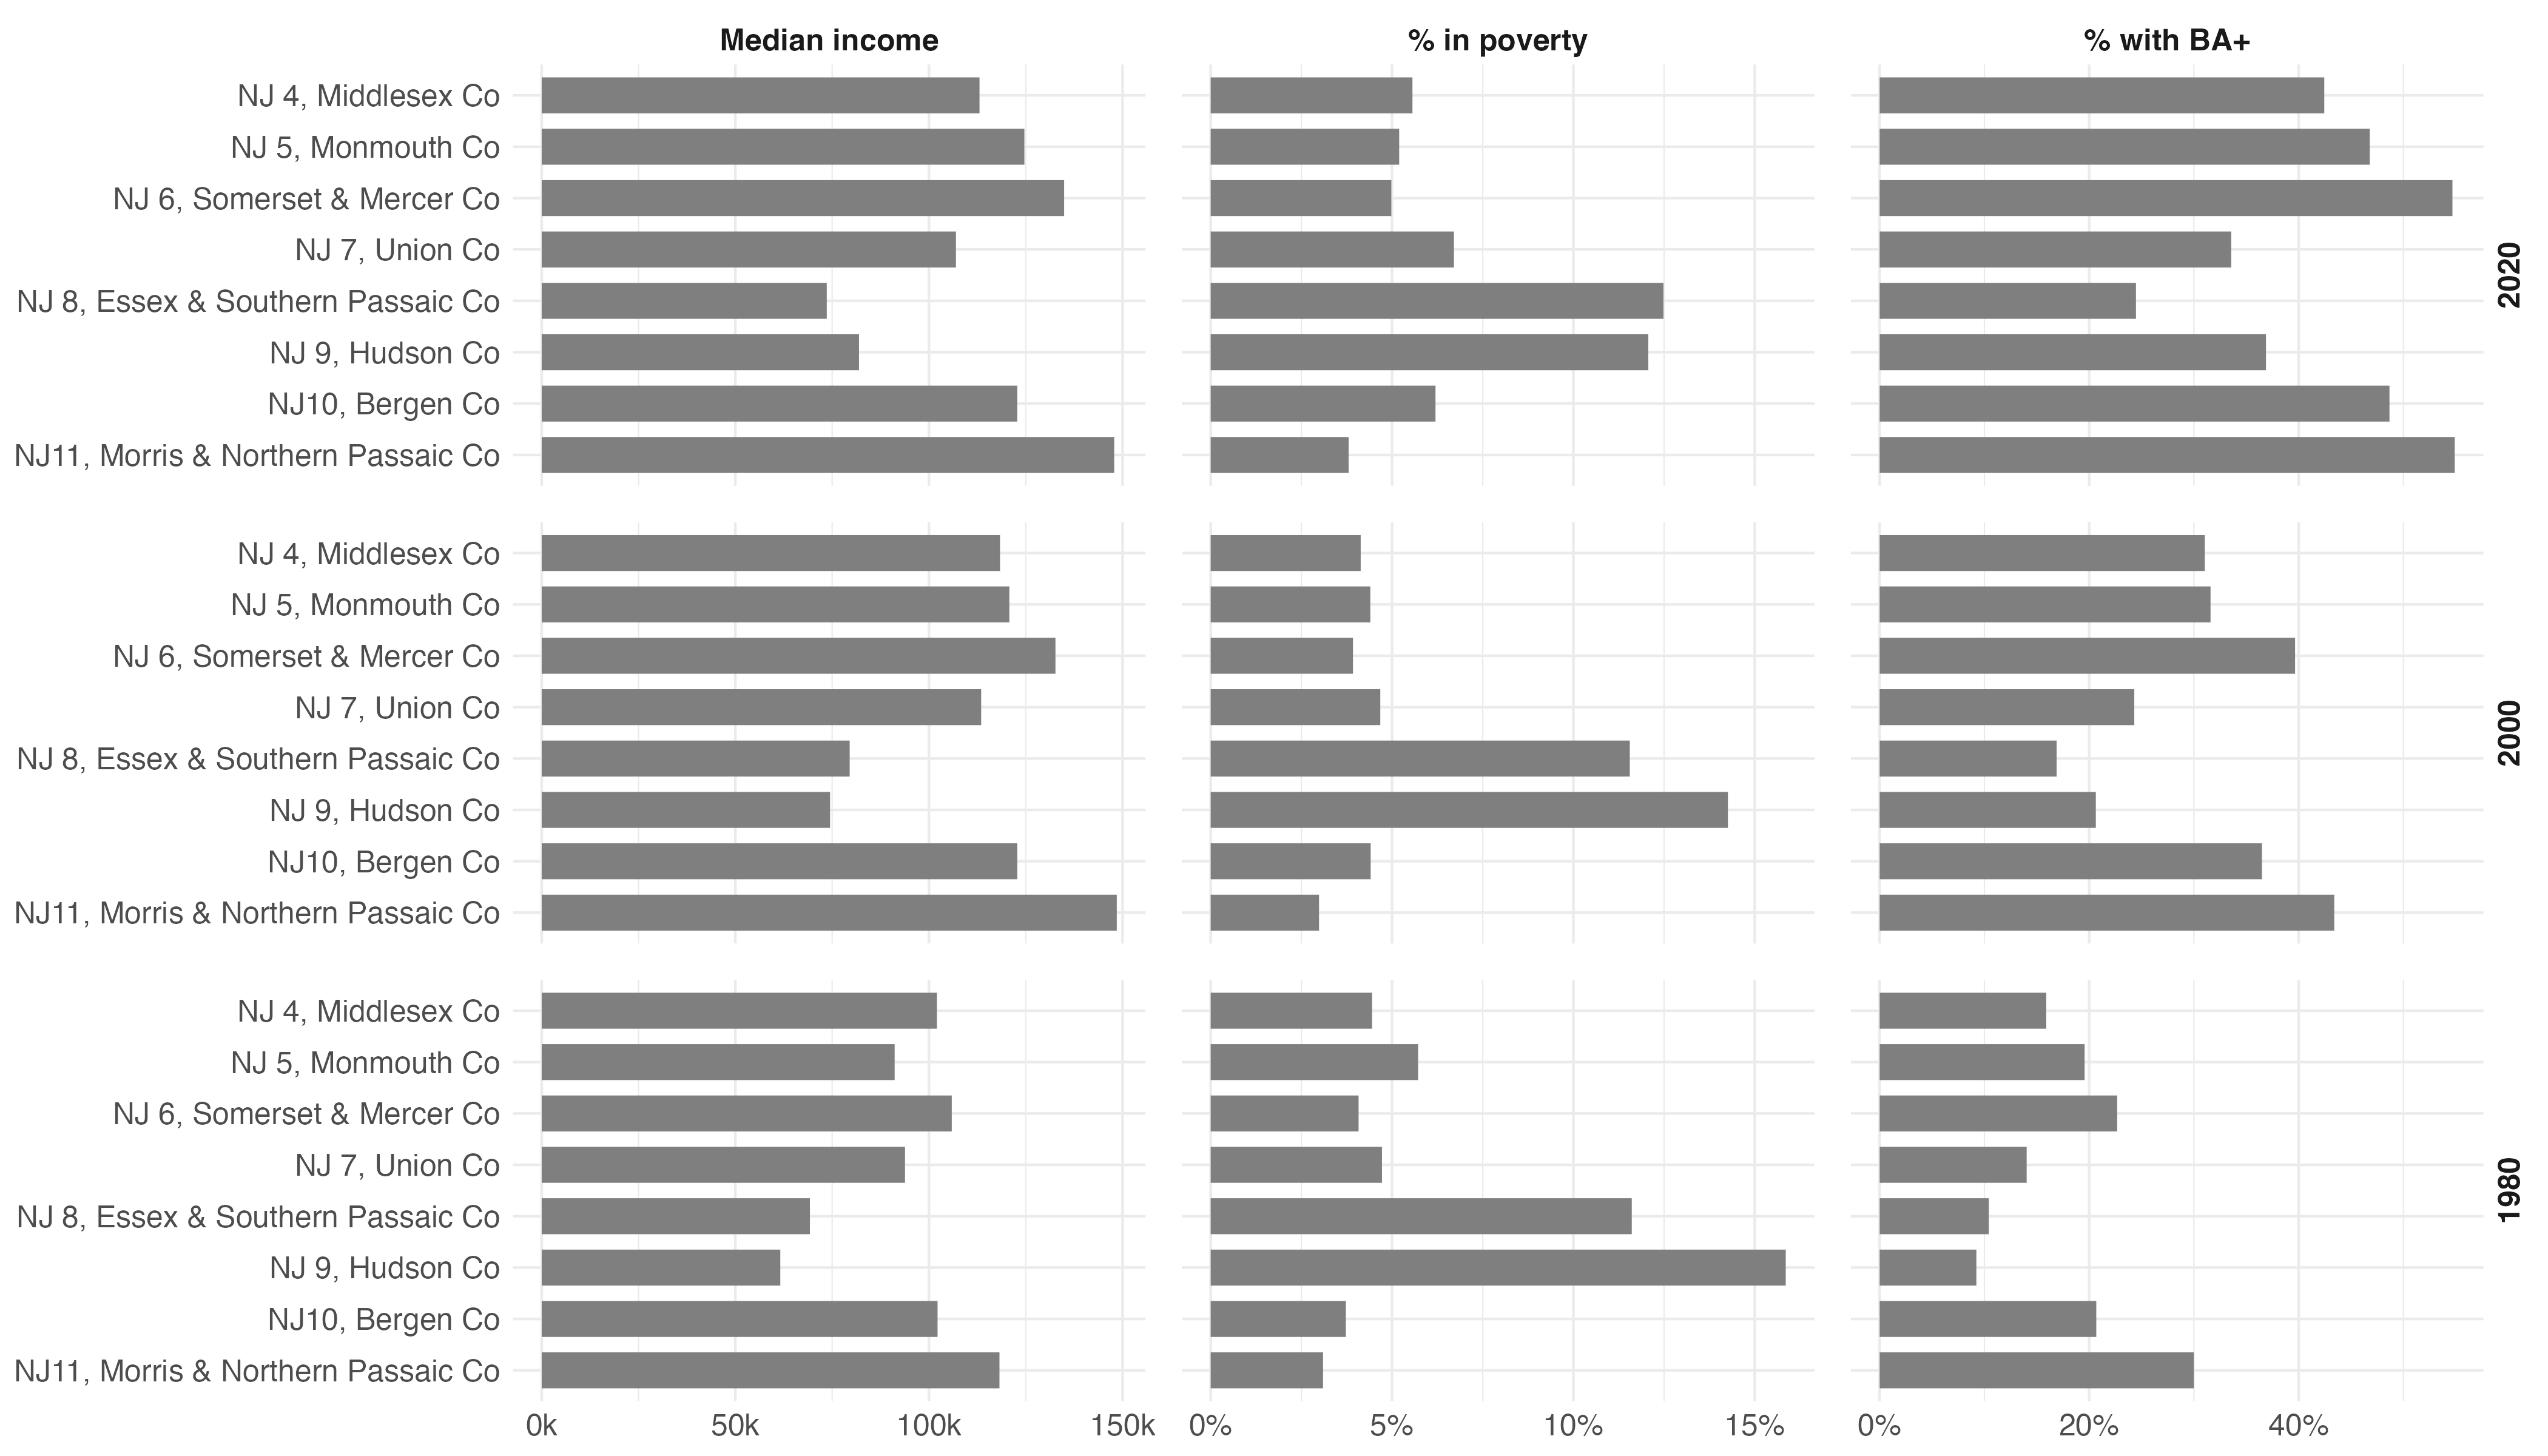 Median income % in poverty % with BA+
NJ 4, Middlesex Co
NJ 5, Monmouth Co
NJ 6, Somerset & Mercer Co
NJ 7, Union Co
NJ 8, Essex & Southern Passaic Co
NJ 9, Hudson Co
NJ10, Bergen Co
NJ11, Morris & Northern Passaic Co
2020
NJ 4, Middlesex Co
NJ 5, Monmouth Co
NJ 6, Somerset & Mercer Co
NJ 7, Union Co
NJ 8, Essex & Southern Passaic Co
NJ 9, Hudson Co
NJ10, Bergen Co
NJ11, Morris & Northern Passaic Co
2000
NJ 4, Middlesex Co
NJ 5, Monmouth Co
NJ 6, Somerset & Mercer Co
NJ 7, Union Co
NJ 8, Essex & Southern Passaic Co
NJ 9, Hudson Co
NJ10, Bergen Co
NJ11, Morris & Northern Passaic Co
1980
0k 50k 100k 150k 0% 5% 10% 15% 0% 20% 40%